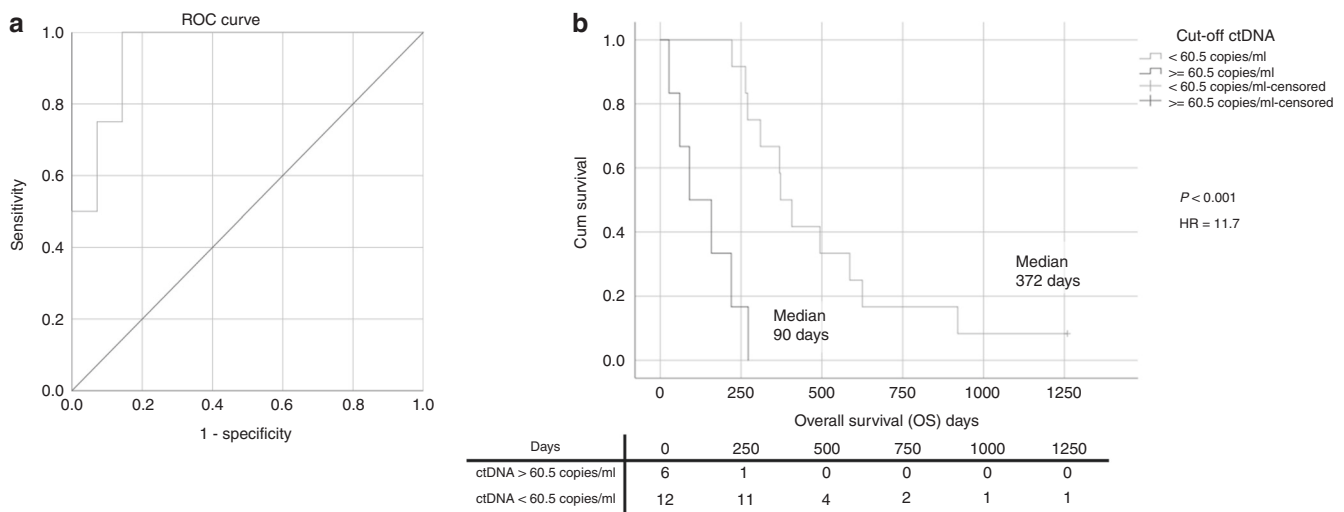 a
ROC curve
1.0
0.8
0.6
0.4
0.2
0.0
Sensitivity
0.0 0.2 0.4 0.6 0.8 1.0
1 - specificity
b
1.0
0.8
0.6
0.4
0.2
0.0
Cum survival
Median
90 days
Median
372 days
0 250 500 750 1000 1250
Overall survival (OS) days
Cut-off ctDNA
< 60.5 copies/ml
>= 60.5 copies/ml
< 60.5 copies/ml-censored
>= 60.5 copies/ml-censored
P < 0.001
HR = 11.7
Days 0 250 500 750 1000 1250
ctDNA > 60.5 copies/ml 6 1 0 0 0 0
ctDNA < 60.5 copies/ml 12 11 4 2 1 1